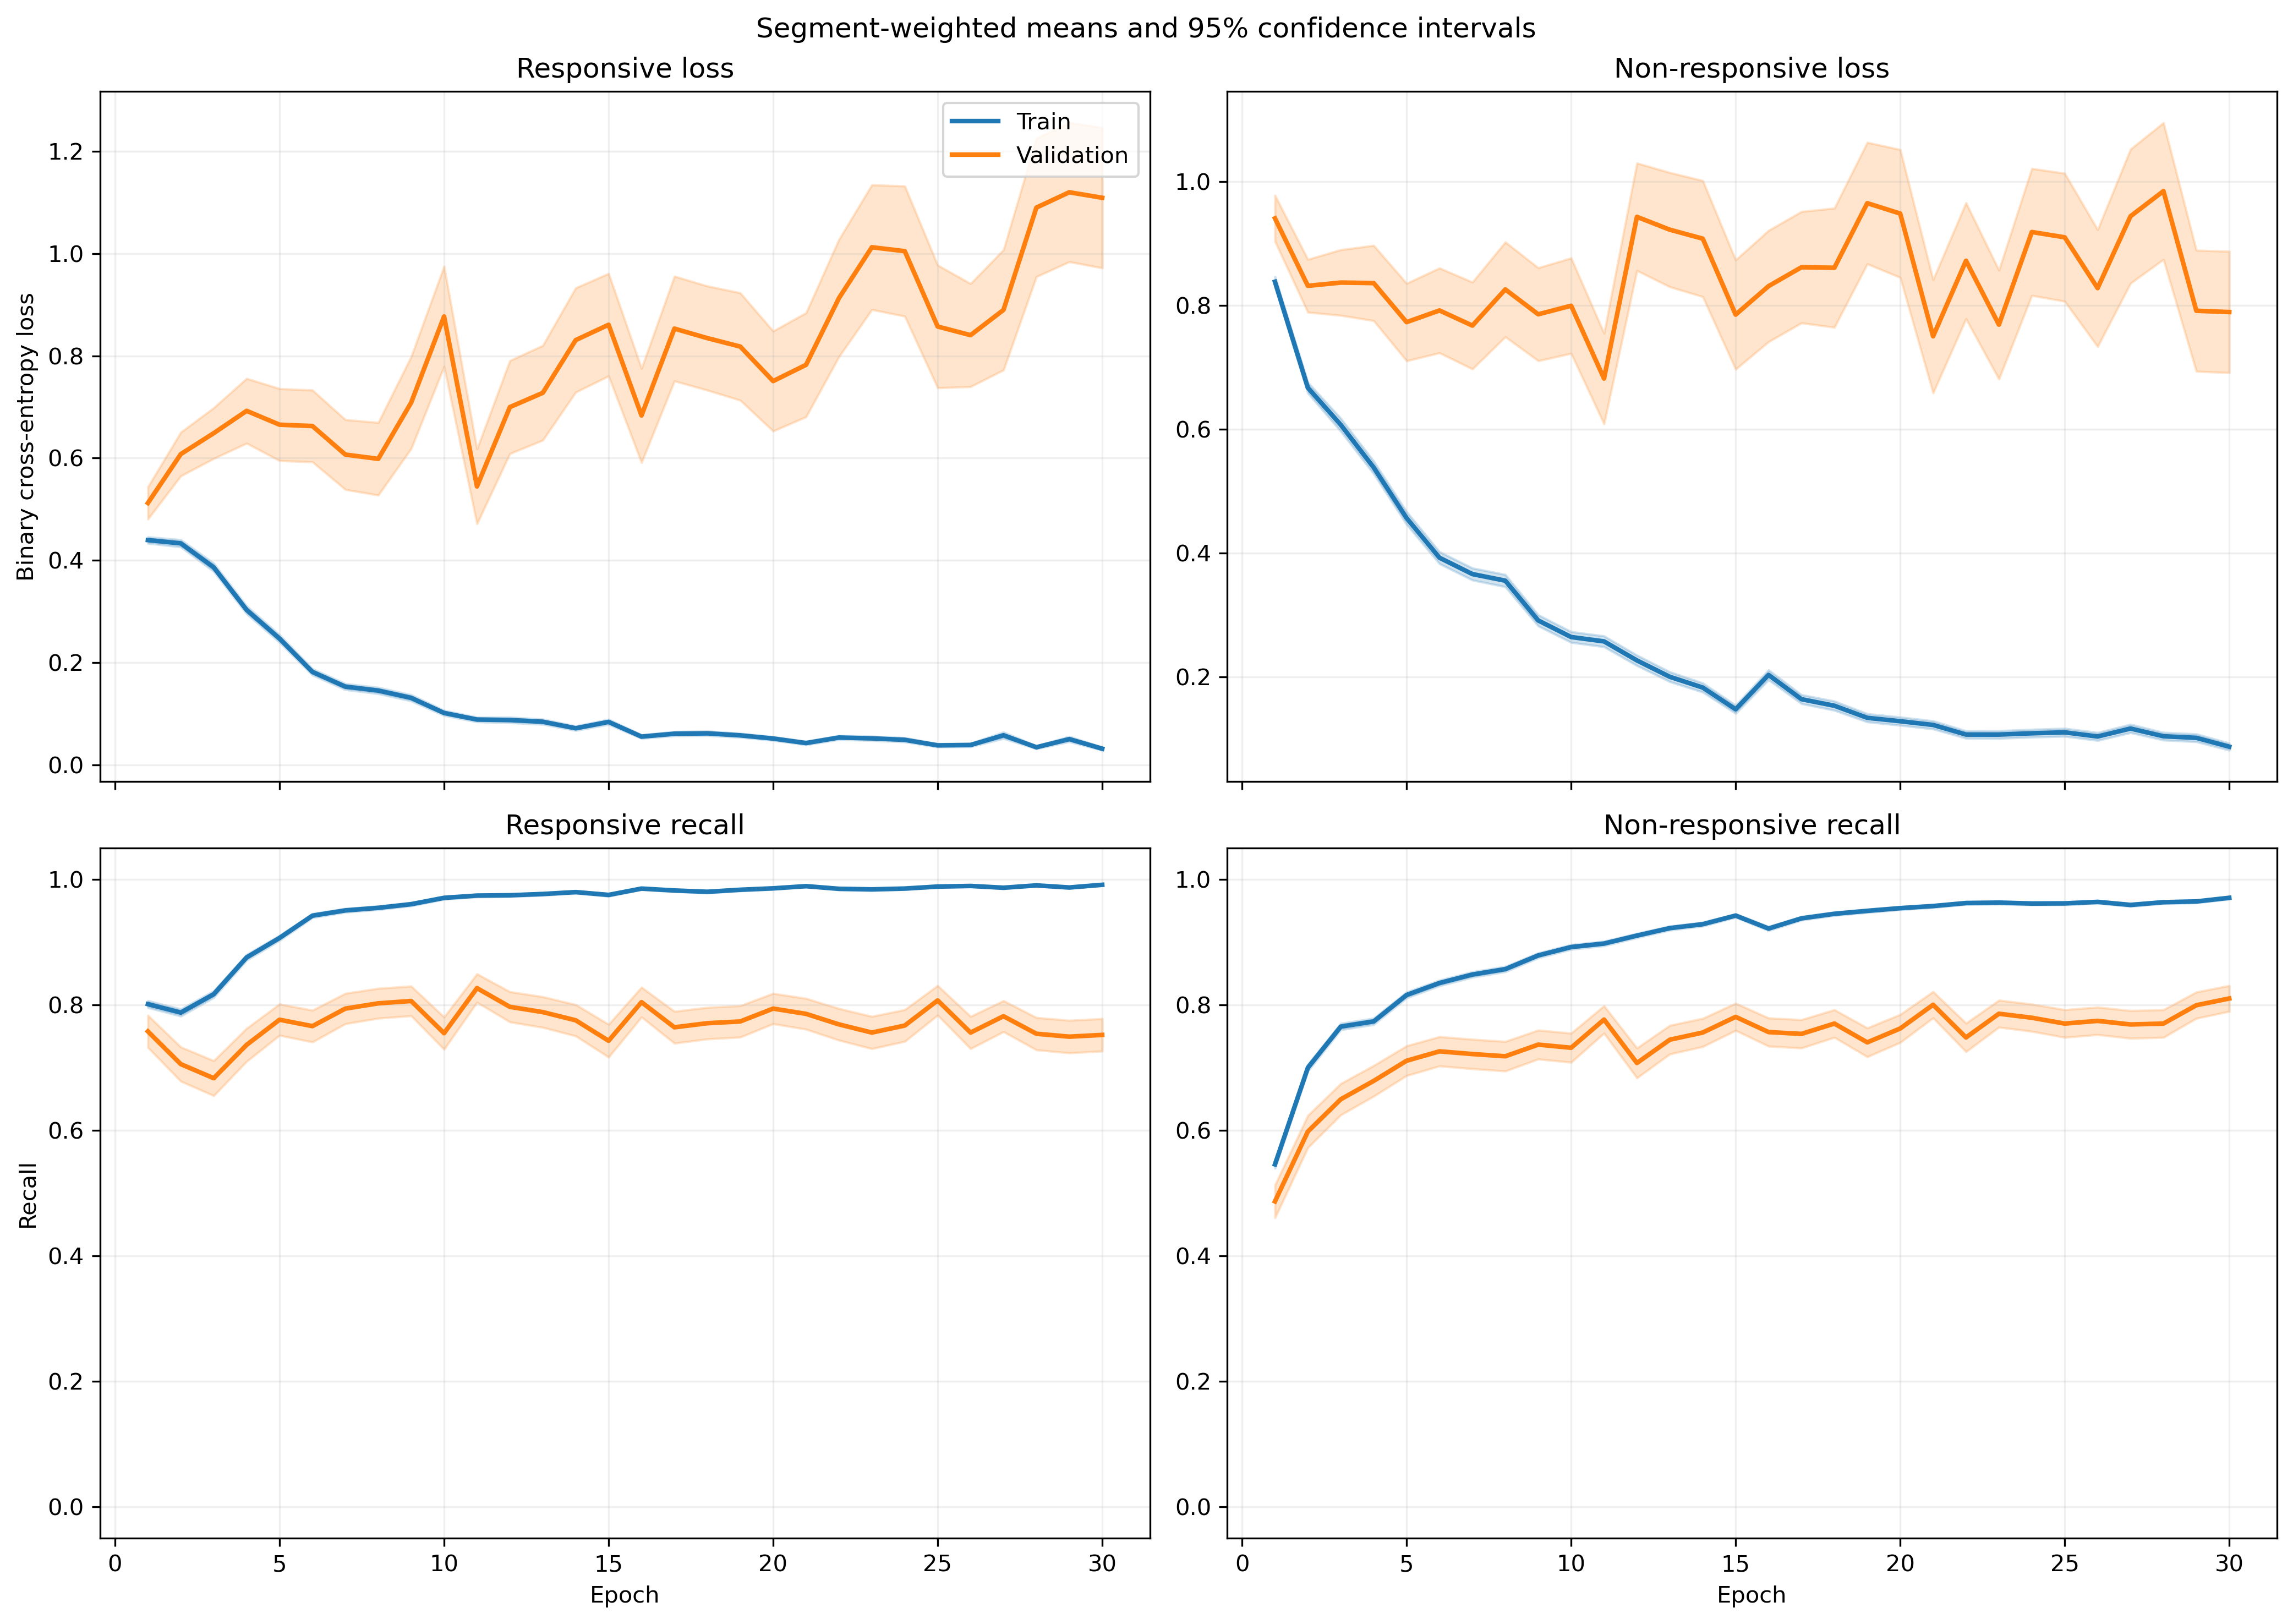 Segment-weighted means and 95% confidence intervals
Responsive loss
Non-responsive loss
Train
Validation
Binary cross-entropy loss
1.2
1.0
0.8
0.6
0.4
0.2
0.0
1.0
0.8
0.6
0.4
0.2
Responsive recall
Non-responsive recall
Recall
1.0
0.8
0.6
0.4
0.2
0.0
0 5 10 15 20 25 30
Epoch
1.0
0.8
0.6
0.4
0.2
0.0
0 5 10 15 20 25 30
Epoch